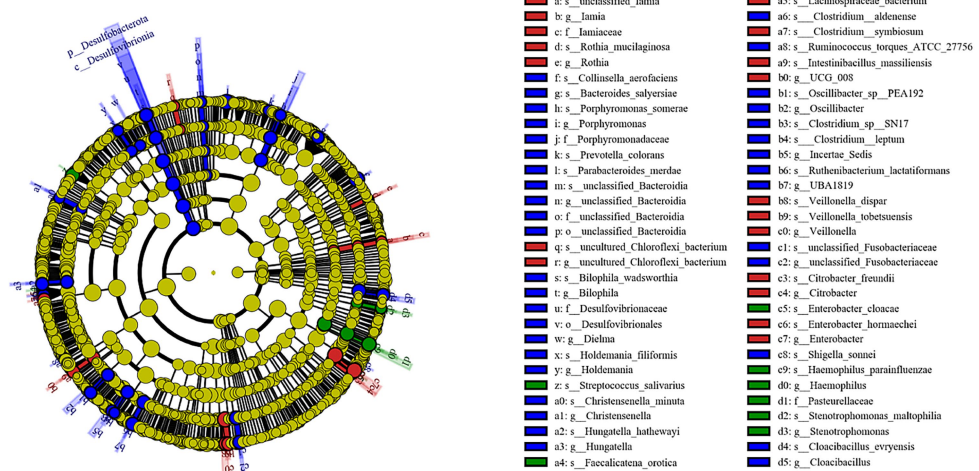 p__Desulfobacterota
c__Desulfovibrionia
a: s__unclassified_Iamia
b: g__Iamia
c: f__Iamiaceae
d: s__Rothia_mucilaginosa
e: g__Rothia
f: s__Collinsella_aerofaciens
g: s__Bacteroides_salyersiae
h: s__Porphyromonas_somerae
i: g__Porphyromonas
j: f__Porphyromonadaceae
k: s__Prevotella_colorans
l: s__Parabacteroides_merdae
m: s__unclassified_Bacteroidia
n: g__unclassified_Bacteroidia
o: f__unclassified_Bacteroidia
p: o__unclassified_Bacteroidia
q: s__uncultured_Chloroflexi_bacterium
r: g__uncultured_Chloroflexi_bacterium
s: s__Bilophila_wadsworthia
t: g__Bilophila
u: f__Desulfovibrionaceae
v: o__Desulfovibrionales
w: g__Dielma
x: s__Holdemania_filiformis
y: g__Holdemania
z: s__Streptococcus_salivarius
a0: s__Christensenella_minuta
a1: g__Christensenella
a2: s__Hungatella_hathewayi
a3: g__Hungatella
a4: s__Faecalicatena_orotica
a5: s__Lachnospiraceae_bacterium
a6: s___Clostridium__aldenense
a7: s___Clostridium__symbiosum
a8: s__Ruminococcus_torques_ATCC_27756
a9: s__Intestinibacillus_massiliensis
b0: g__UCG_008
b1: s__Oscillibacter_sp__PEA192
b2: g__Oscillibacter
b3: s__Clostridium_sp__SN17
b4: s___Clostridium__leptum
b5: g__Incertae_Sedis
b6: s__Ruthenibacterium_lactatiformans
b7: g__UBA1819
b8: s__Veillonella_dispar
b9: s__Veillonella_tobetsuensis
c0: g__Veillonella
c1: s__unclassified_Fusobacteriaceae
c2: g__unclassified_Fusobacteriaceae
c3: s__Citrobacter_freundii
c4: g__Citrobacter
c5: s__Enterobacter_cloacae
c6: s__Enterobacter_hormaechei
c7: g__Enterobacter
c8: s__Shigella_sonnei
c9: s__Haemophilus_parainfluenzae
d0: g__Haemophilus
d1: f__Pasteurellaceae
d2: s__Stenotrophomonas_maltophilia
d3: g__Stenotrophomonas
d4: s__Cloacibacillus_evryensis
d5: g__Cloacibacillus